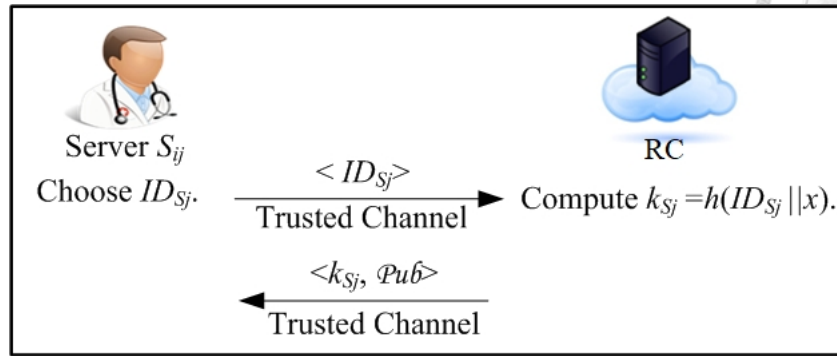 Server S_ij
Choose ID_Sj.
< ID_Sj>
Trusted Channel
RC
Compute k_Sj =h(ID_Sj ||x).
<k_Sj, Pub>
Trusted Channel